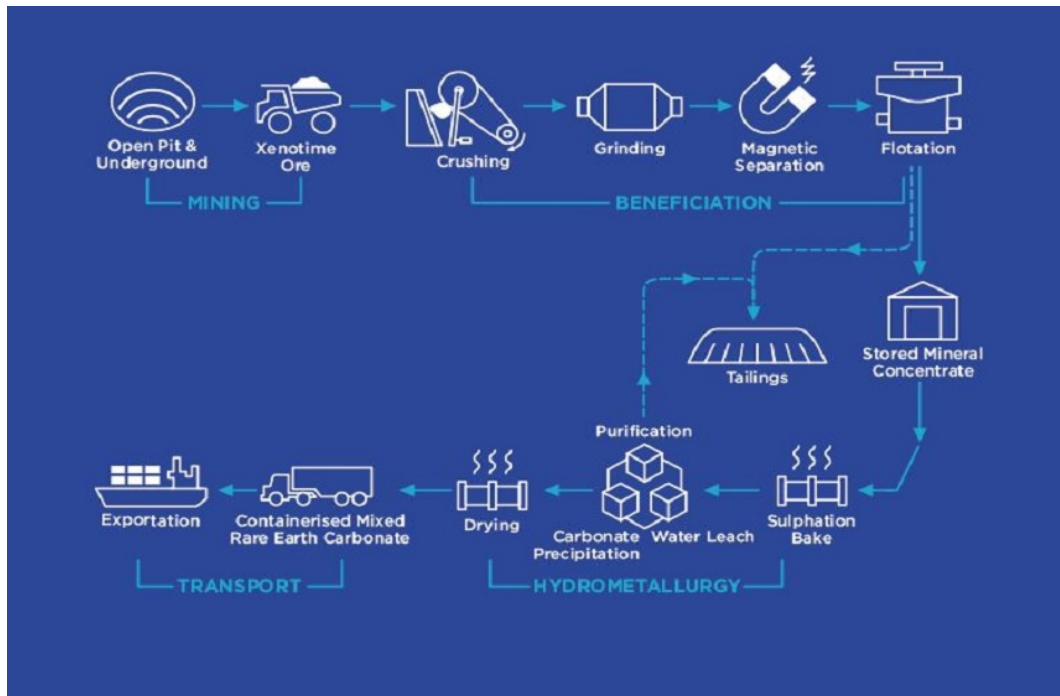 Open Pit &
Underground
Xenotime
Ore
Crushing
Grinding
Magnetic
Separation
Flotation
MINING
BENEFICIATION
Stored Mineral
Concentrate
Tailings
Purification
Exportation
Containerised Mixed
Rare Earth Carbonate
Drying
Carbonate
Precipitation
Water Leach
Sulphation
Bake
TRANSPORT
HYDROMETALLURGY